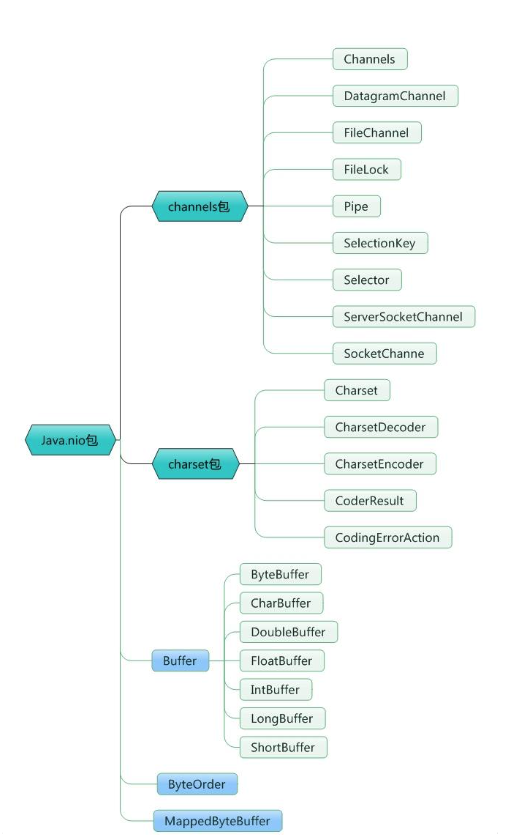 Channels
DatagramChannel
FileChannel
FileLock
channels包
Pipe
SelectionKey
Selector
ServerSocketChannel
SocketChanne
Charset
CharsetDecoder
Java.nio包
charset包
CharsetEncoder
CoderResult
CodingErrorAction
ByteBuffer
CharBuffer
DoubleBuffer
Buffer
FloatBuffer
IntBuffer
LongBuffer
ShortBuffer
ByteOrder
MappedByteBuffer